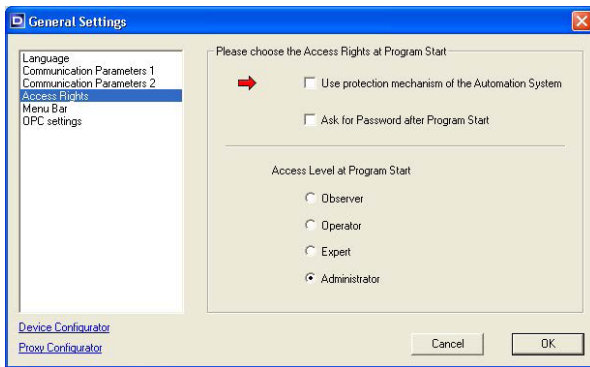 General Settings
Language
Communication Parameters 1
Communication Parameters 2
Access Rights
Menu Bar
OPC settings
Please choose the Access Rights at Program Start
Use protection mechanism of the Automation System
Ask for Password after Program Start
Access Level at Program Start
Observer
Operator
Expert
Administrator
Device Configurator
Proxy Configurator
Cancel
OK